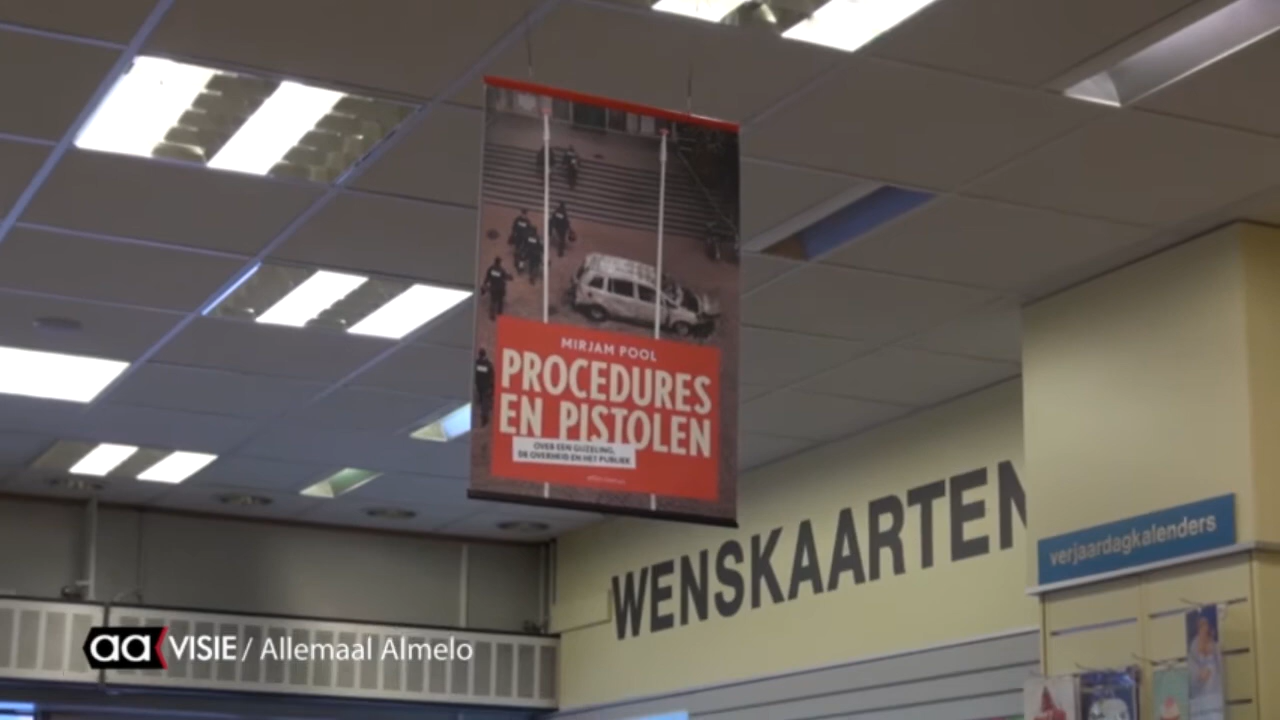 MIRJAM POOL
PROCEDURES
EN PISTOLEN
OVER EEN GIJZELING,
DE OVERHEID EN HET PUBLIEK
WENSKAARTEN
verjaardagkalenders
aa VISIE / Allemaal Almelo